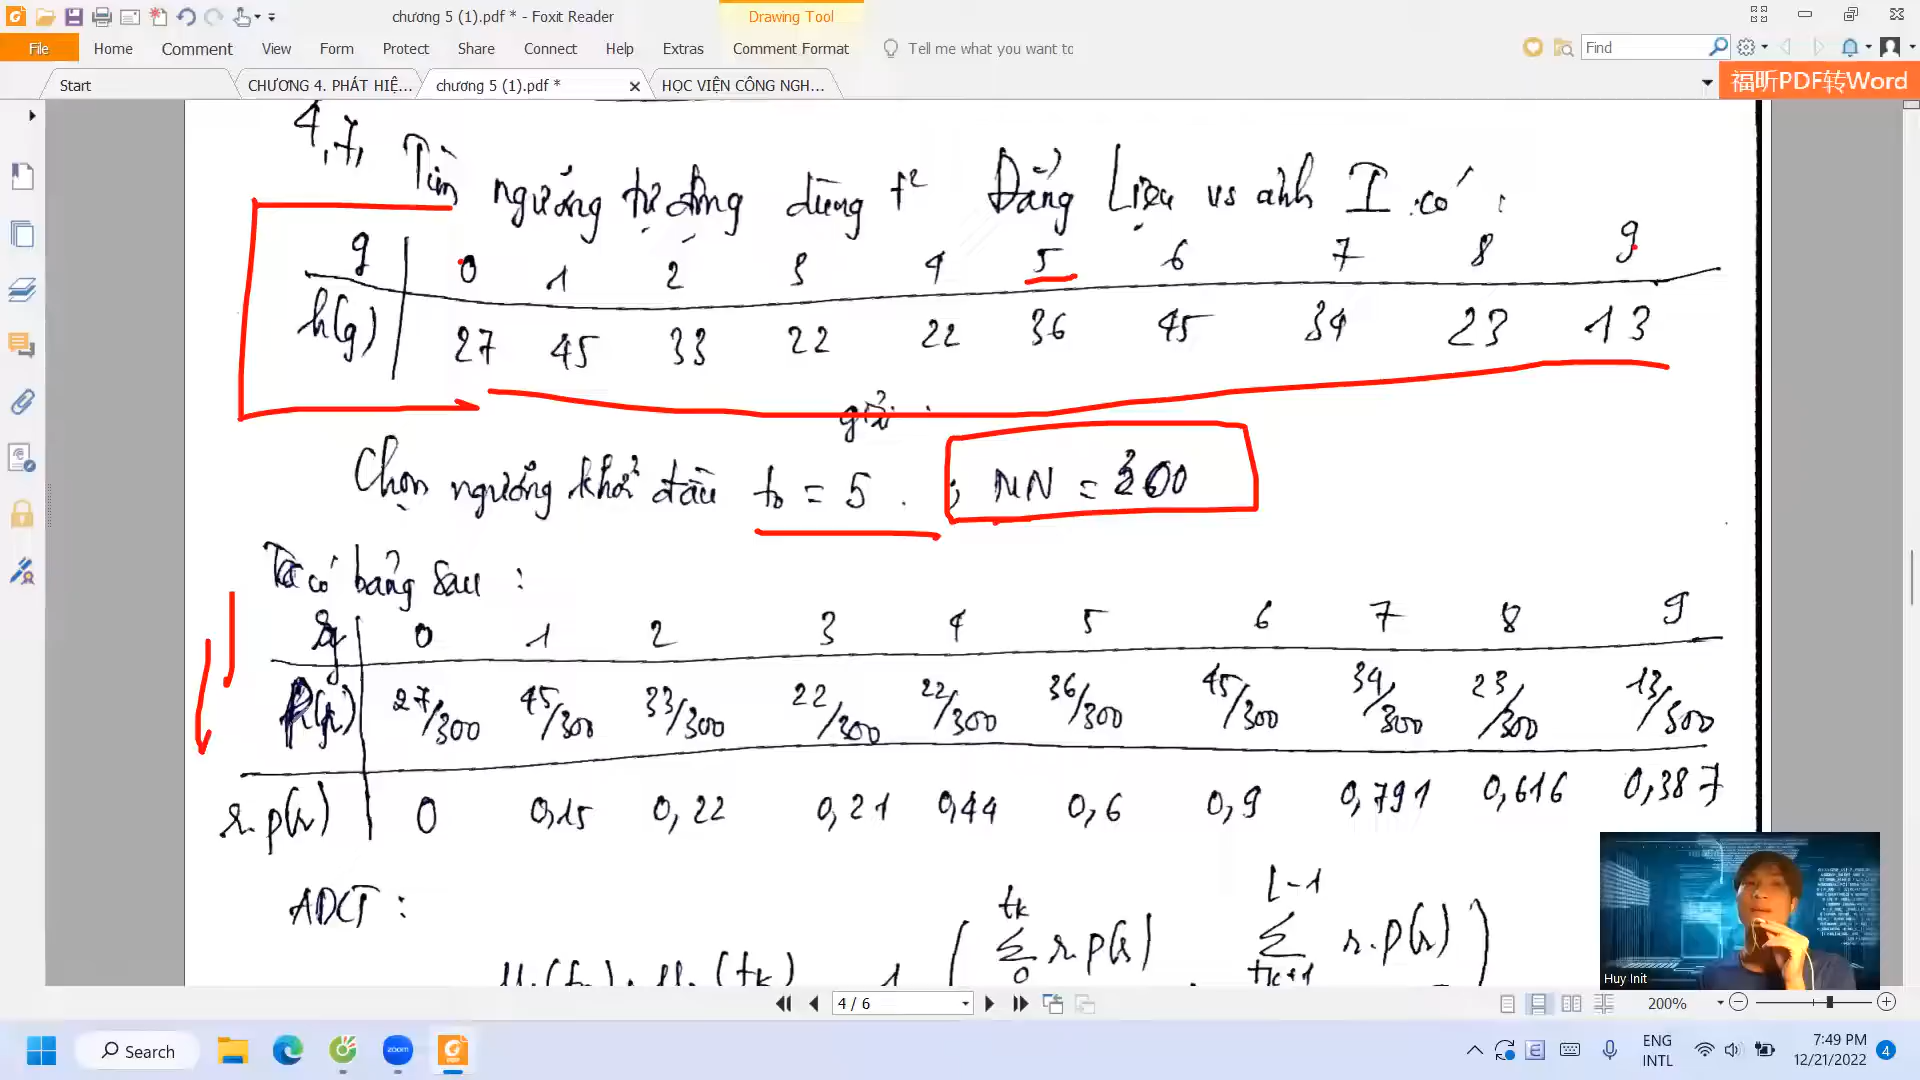 chương 5 (1).pdf * - Foxit Reader
Drawing Tool
File Home Comment View Form Protect Share Connect Help Extras Comment Format Tell me what you want to Find
Start CHƯƠNG 4. PHÁT HIỆ... chương 5 (1).pdf * HỌC VIỆN CÔNG NGH...
福昕PDF转Word
4.7, Tìm ngưỡng tự động dùng t² Đẳng Liệu vs ảnh I có:
g 0 1 2 3 4 5 6 7 8 9
h(g) 27 45 33 22 22 36 45 34 23 13
giải
Chọn ngưỡng khởi đầu t₀ = 5 . ; MN = 300
Ta có bảng sau :
g 0 1 2 3 4 5 6 7 8 9
P(r) 27/300 45/300 33/300 22/300 22/300 36/300 45/300 34/300 23/300 13/300
r.p(r) 0 0,15 0,22 0,21 0,44 0,6 0,9 0,791 0,616 0,387
ADCT :
tk L-1
Σ r.p(r) Σ r.p(r)
0 tk+1
Huy Init
4 / 6
200%
Search
zoom
ENG
INTL
7:49 PM
12/21/2022
4